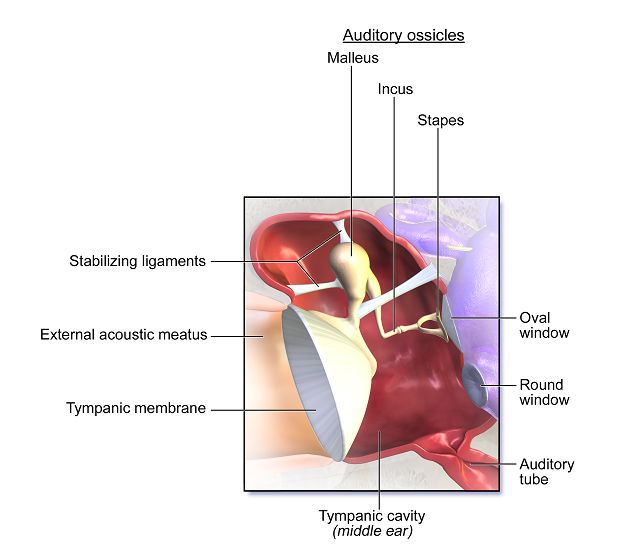 Auditory ossicles
Malleus
Incus
Stapes
Stabilizing ligaments
External acoustic meatus
Tympanic membrane
Oval
window
Round
window
Auditory
tube
Tympanic cavity
(middle ear)